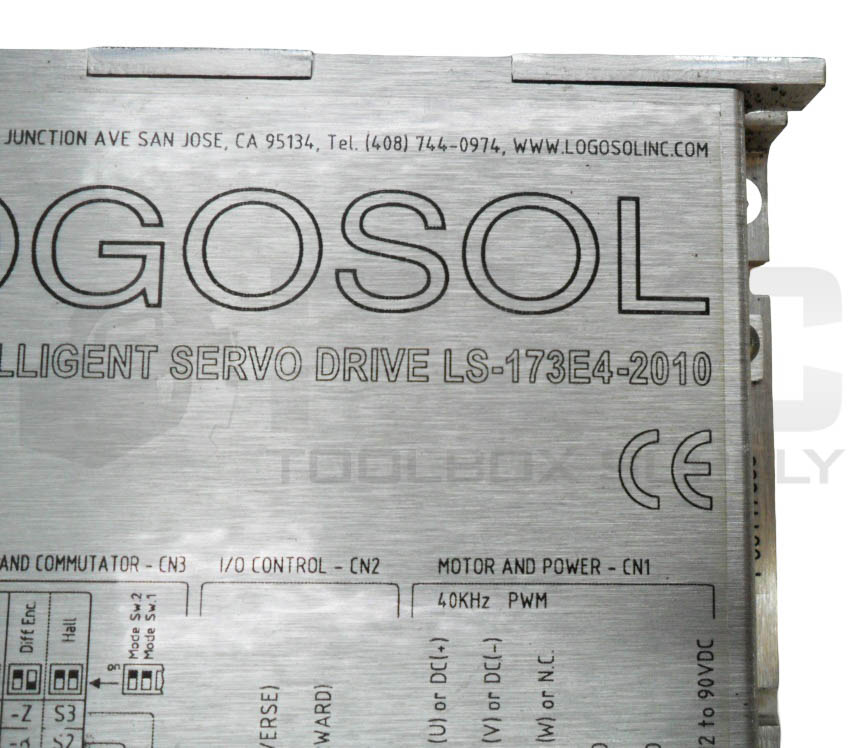 JUNCTION AVE SAN JOSE, CA 95134, Tel. (408) 744-0974, WWW.LOGOSOLINC.COM
OGOSOL
LLIGENT SERVO DRIVE LS-173E4-2010
CE
TOOLBOX SUPPLY
AND COMMUTATOR - CN3
I/O CONTROL - CN2
MOTOR AND POWER - CN1
40KHz PWM
Diff Enc.
Hall
Mode Sw.2
Mode Sw.1
on
-Z S3
S2
VERSE)
WARD)
(U) or DC(+)
(V) or DC(-)
(W) or N.C.
2 to 90VDC